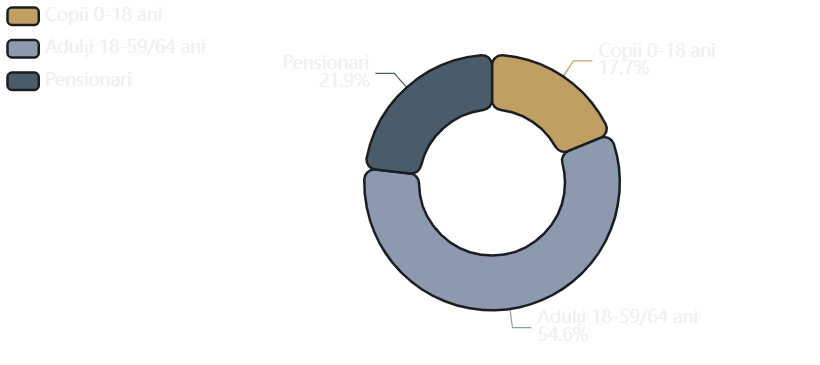 Copii 0-18 ani
Adulți 18-59/64 ani
Pensionari
Pensionari
21.9%
Copii 0-18 ani
17.7%
Adulți 18-59/64 ani
54.6%